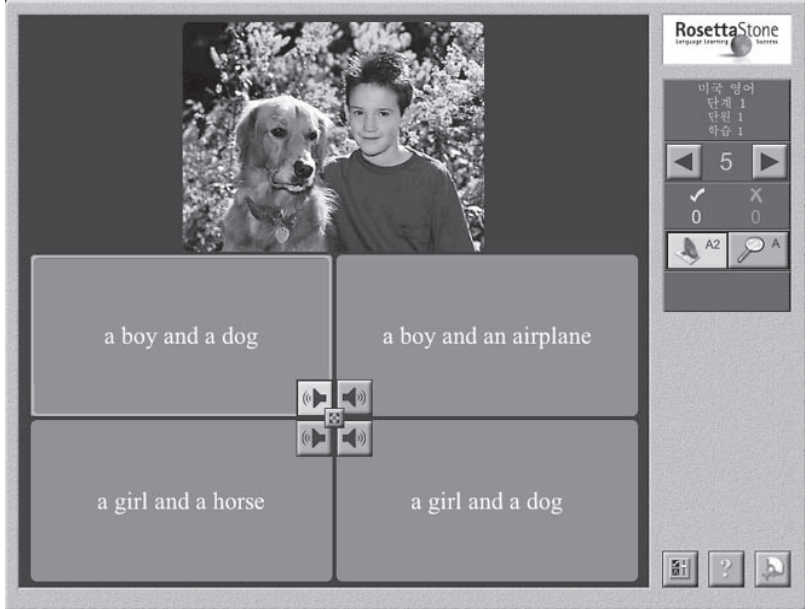 RosettaStone
Language Learning Success
미국 영어
단계 1
단원 1
학습 1
5
0 0
A2 A
a boy and a dog
a boy and an airplane
a girl and a horse
a girl and a dog
?